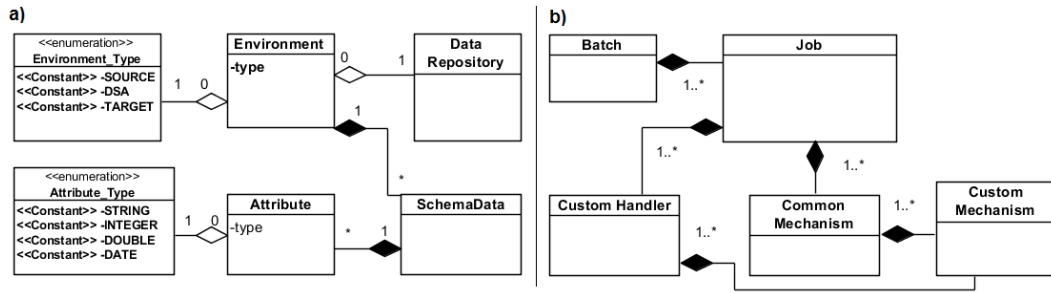 a)
<<enumeration>>
Environment_Type
<<Constant>> -SOURCE
<<Constant>> -DSA
<<Constant>> -TARGET
1
0
Environment
-type
0
1
Data
Repository
1
*
<<enumeration>>
Attribute_Type
<<Constant>> -STRING
<<Constant>> -INTEGER
<<Constant>> -DOUBLE
<<Constant>> -DATE
1
0
Attribute
-type
*
1
SchemaData
b)
Batch
1..*
Job
1..*
1..*
Custom Handler
1..*
Common
Mechanism
1..*
Custom
Mechanism